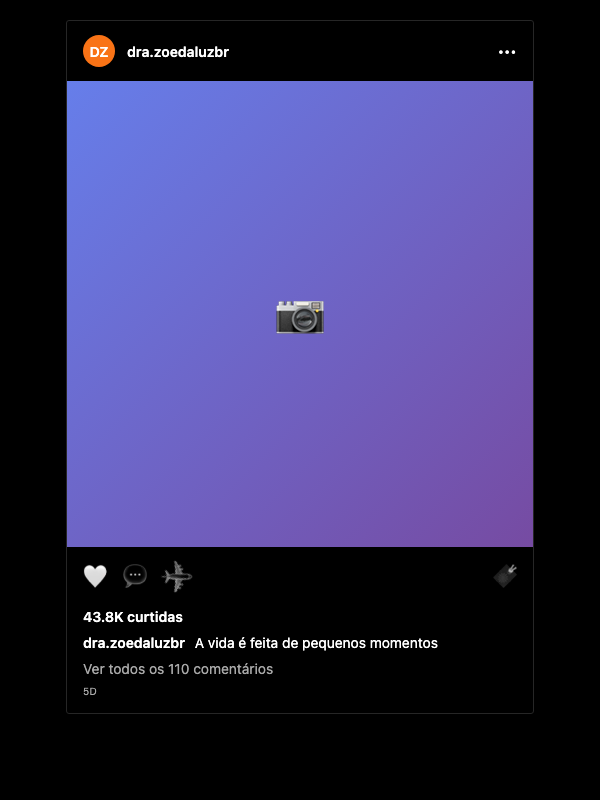 DZ
dra.zoedaluzbr
43.8K curtidas
dra.zoedaluzbr A vida é feita de pequenos momentos
Ver todos os 110 comentários
5D